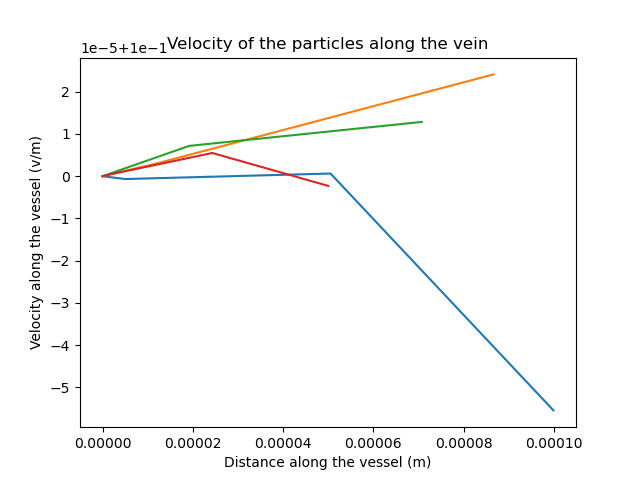 Velocity of the particles along the vein
1e−5+1e−1
2
1
0
−1
−2
−3
−4
−5
Velocity along the vessel (v/m)
0.00000 0.00002 0.00004 0.00006 0.00008 0.00010
Distance along the vessel (m)